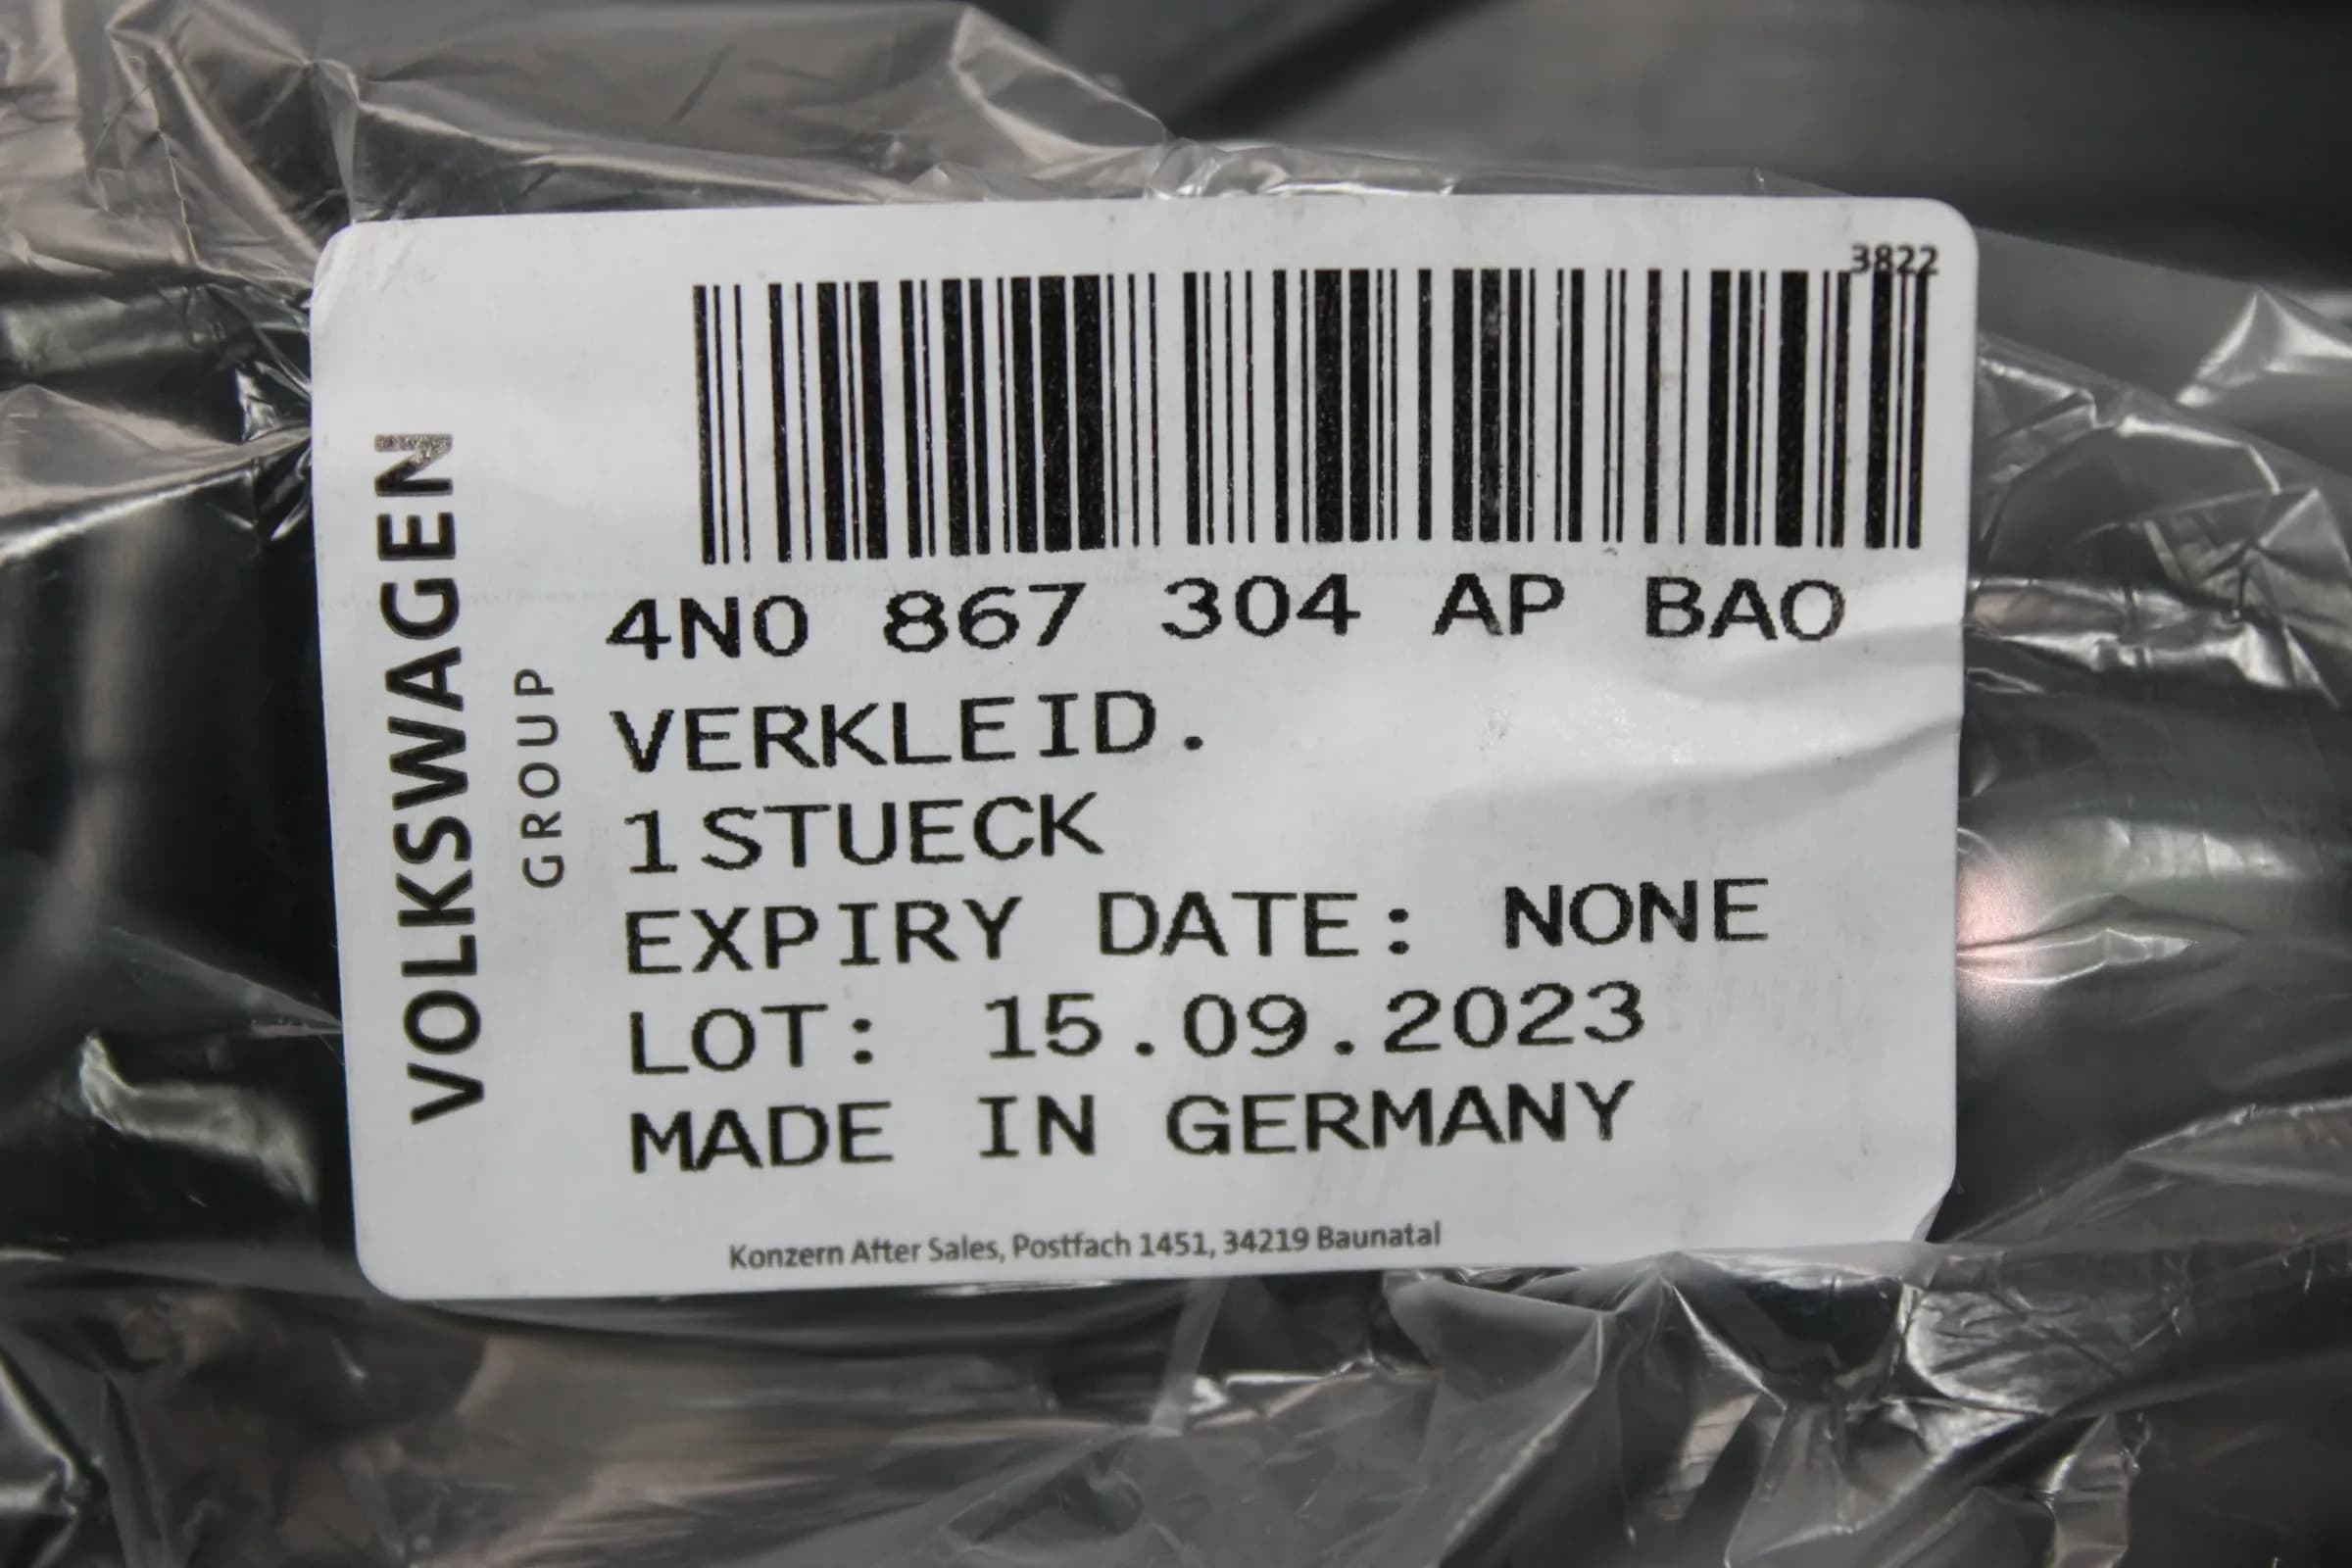 3822
4N0 867 304 AP BAO
VERKLEID.
1STUECK
EXPIRY DATE: NONE
LOT: 15.09.2023
MADE IN GERMANY
VOLKSWAGEN
GROUP
Konzern After Sales, Postfach 1451, 34219 Baunatal